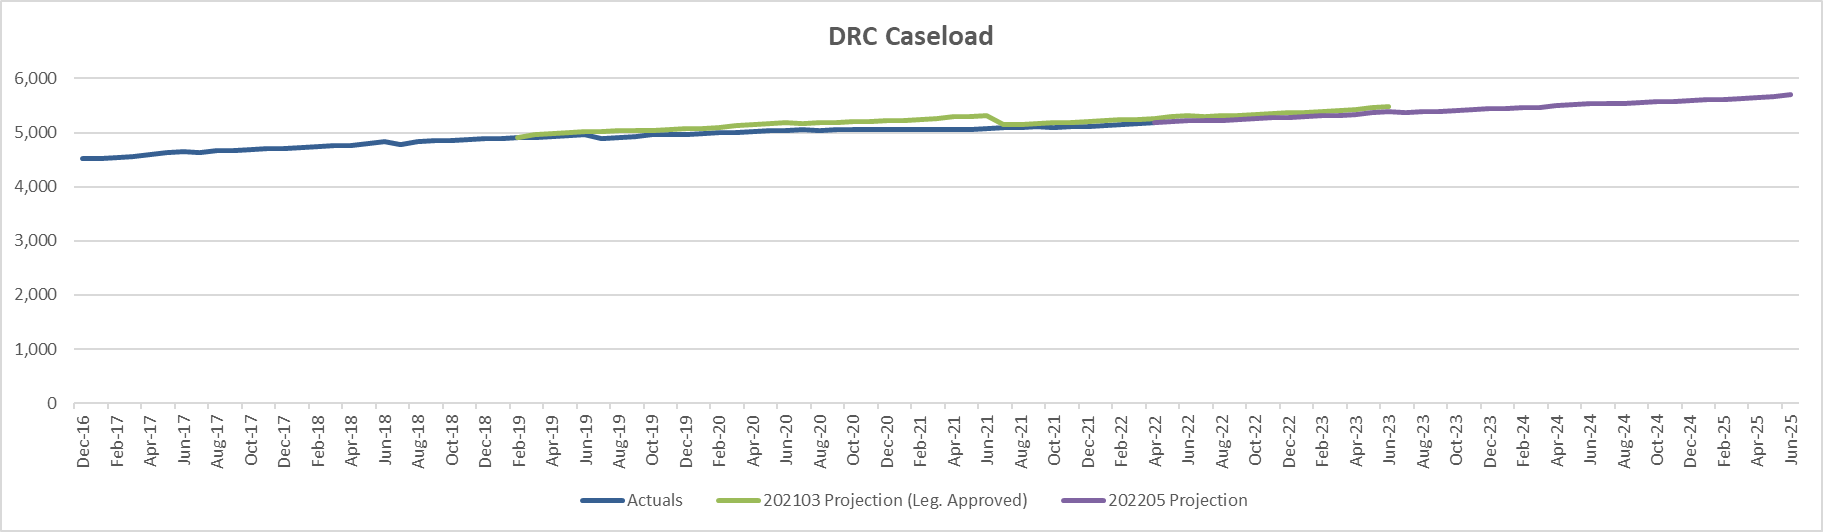 DRC Caseload
6,000
5,000
4,000
3,000
2,000
1,000
0
Dec-16
Feb-17
Apr-17
Jun-17
Aug-17
Oct-17
Dec-17
Feb-18
Apr-18
Jun-18
Aug-18
Oct-18
Dec-18
Feb-19
Apr-19
Jun-19
Aug-19
Oct-19
Dec-19
Feb-20
Apr-20
Jun-20
Aug-20
Oct-20
Dec-20
Feb-21
Apr-21
Jun-21
Aug-21
Oct-21
Dec-21
Feb-22
Apr-22
Jun-22
Aug-22
Oct-22
Dec-22
Feb-23
Apr-23
Jun-23
Aug-23
Oct-23
Dec-23
Feb-24
Apr-24
Jun-24
Aug-24
Oct-24
Dec-24
Feb-25
Apr-25
Jun-25
Actuals
202103 Projection (Leg. Approved)
202205 Projection